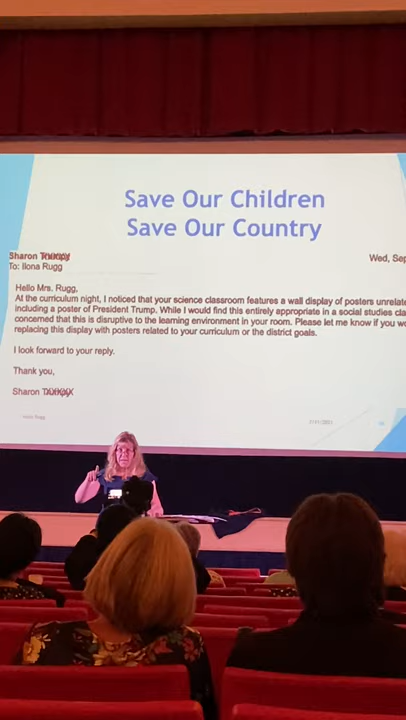 Save Our Children
Save Our Country
Sharon
Wed, Sep
To: Ilona Rugg
Hello Mrs. Rugg,
At the curriculum night, I noticed that your science classroom features a wall display of posters unrelate
including a poster of President Trump. While I would find this entirely appropriate in a social studies cla
concerned that this is disruptive to the learning environment in your room. Please let me know if you wo
replacing this display with posters related to your curriculum or the district goals.
I look forward to your reply.
Thank you,
Sharon